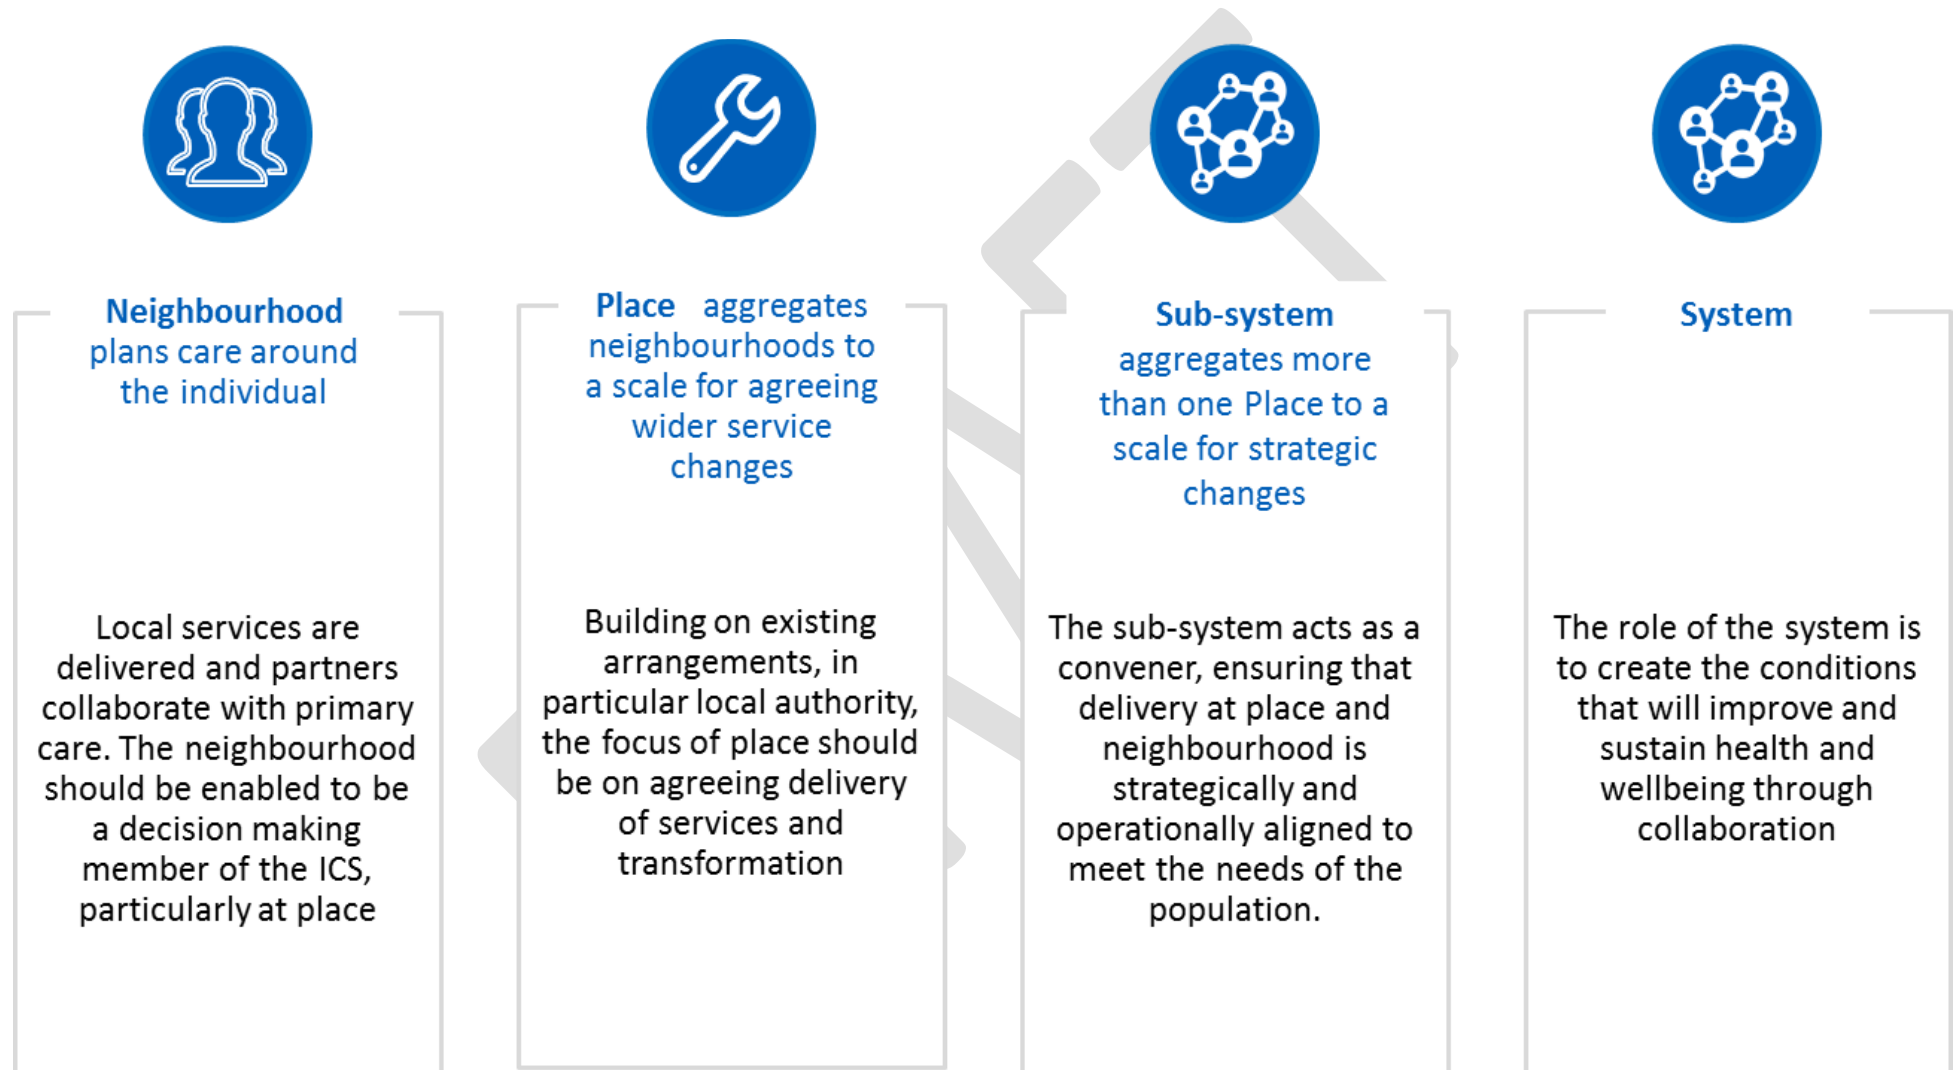 Neighbourhood
plans care around
the individual
Local services are
delivered and partners
collaborate with primary
care. The neighbourhood
should be enabled to be
a decision making
member of the ICS,
particularly at place
Place aggregates
neighbourhoods to
a scale for agreeing
wider service
changes
Building on existing
arrangements, in
particular local authority,
the focus of place should
be on agreeing delivery
of services and
transformation
Sub-system
aggregates more
than one Place to a
scale for strategic
changes
The sub-system acts as a
convener, ensuring that
delivery at place and
neighbourhood is
strategically and
operationally aligned to
meet the needs of the
population.
System
The role of the system is
to create the conditions
that will improve and
sustain health and
wellbeing through
collaboration